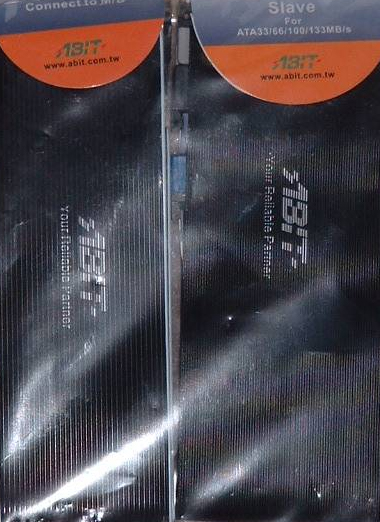 Connect to M/B
ABIT
www.abit.com.tw
ABIT
Your Reliable Partner
Slave
For
ATA33/66/100/133MB/s
ABIT
www.abit.com.tw
ABIT
Your Reliable Partner